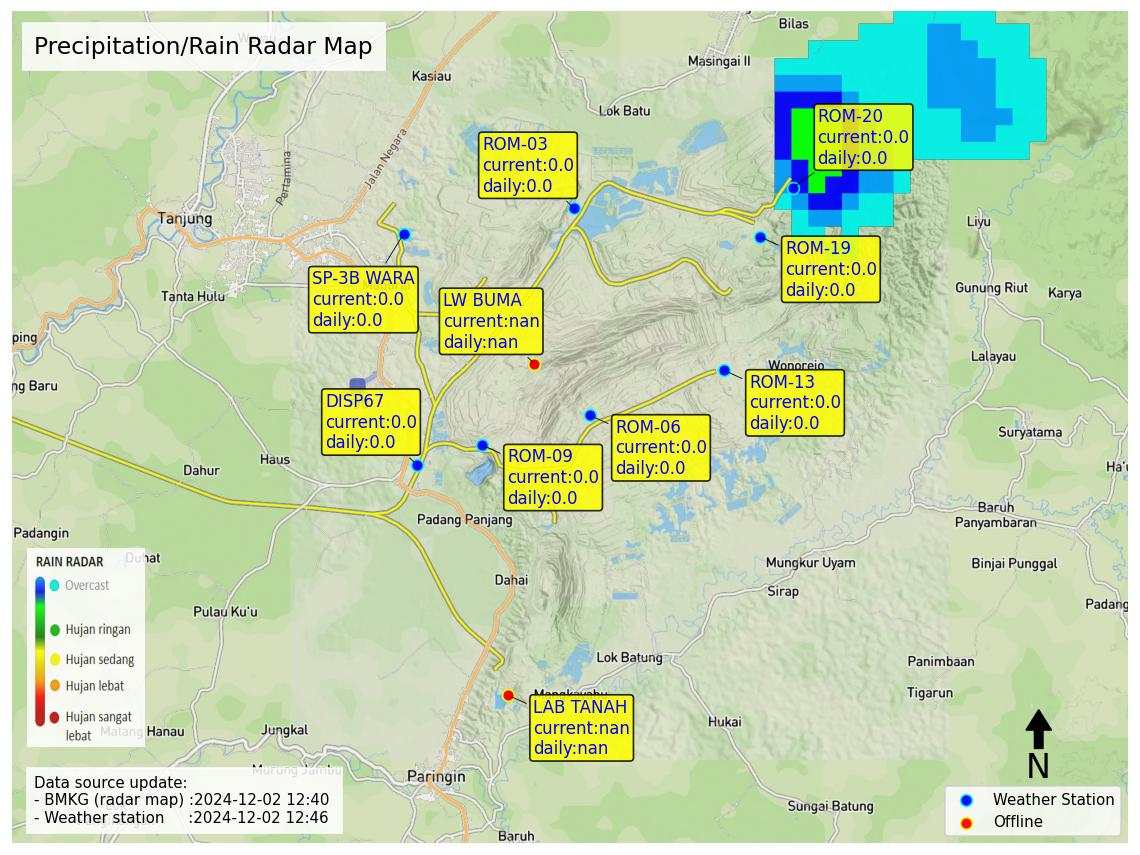 Precipitation/Rain Radar Map
Bilas
Masingai II
Kasiau
Lok Batu
Jalan Negara
Pertamina
ROM-20
current:0.0
daily:0.0
ROM-03
current:0.0
daily:0.0
Tanjung
Liyu
ROM-19
current:0.0
daily:0.0
SP-3B WARA
current:0.0
daily:0.0
Tanta Hulu
LW BUMA
current:nan
daily:nan
Gunung Riut
Karya
ping
Lalayau
Wonorejo
ng Baru
ROM-13
current:0.0
daily:0.0
DISP67
current:0.0
daily:0.0
ROM-06
current:0.0
daily:0.0
Suryatama
Haus
Dahur
ROM-09
current:0.0
daily:0.0
Ha'u
Baruh
Panyambaran
Padang Panjang
Padangin
Duhat
Mungkur Uyam
Binjai Punggal
Dahai
Sirap
Padang
Pulau Ku'u
RAIN RADAR
Overcast
Hujan ringan
Hujan sedang
Hujan lebat
Hujan sangat
lebat
Lok Batung
Panimbaan
Tigarun
Mangkayahu
LAB TANAH
current:nan
daily:nan
Hukai
Matang Hanau
Jungkal
Murung Jambu
Paringin
Sungai Batung
Baruh
N
Data source update:
- BMKG (radar map) :2024-12-02 12:40
- Weather station :2024-12-02 12:46
Weather Station
Offline